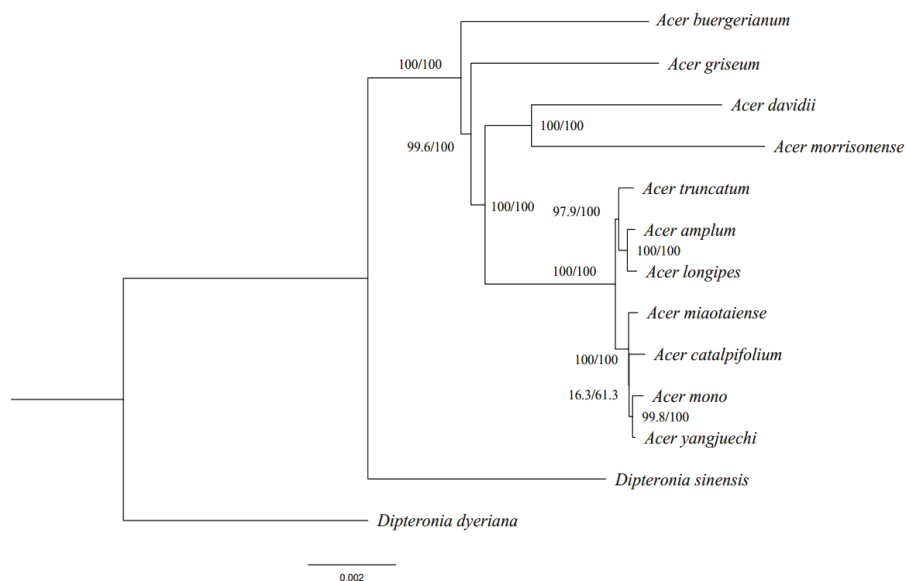 Acer buergerianum
100/100
Acer griseum
Acer davidii
100/100
99.6/100
Acer morrisonense
Acer truncatum
97.9/100
100/100
Acer amplum
100/100
100/100
Acer longipes
Acer miaotaiense
100/100
Acer catalpifolium
16.3/61.3
Acer mono
99.8/100
Acer yangjuechi
Dipteronia sinensis
Dipteronia dyeriana
0.002